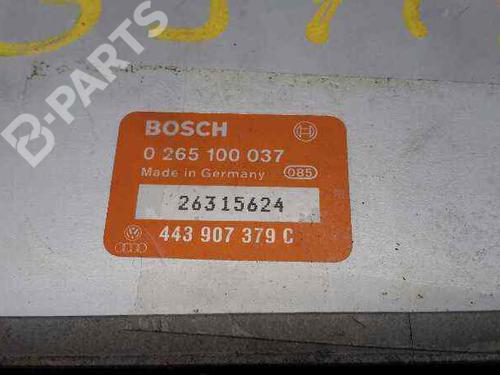 B-PARTS
BOSCH
0 265 100 037
Made in Germany 085
26315624
443 907 379 C